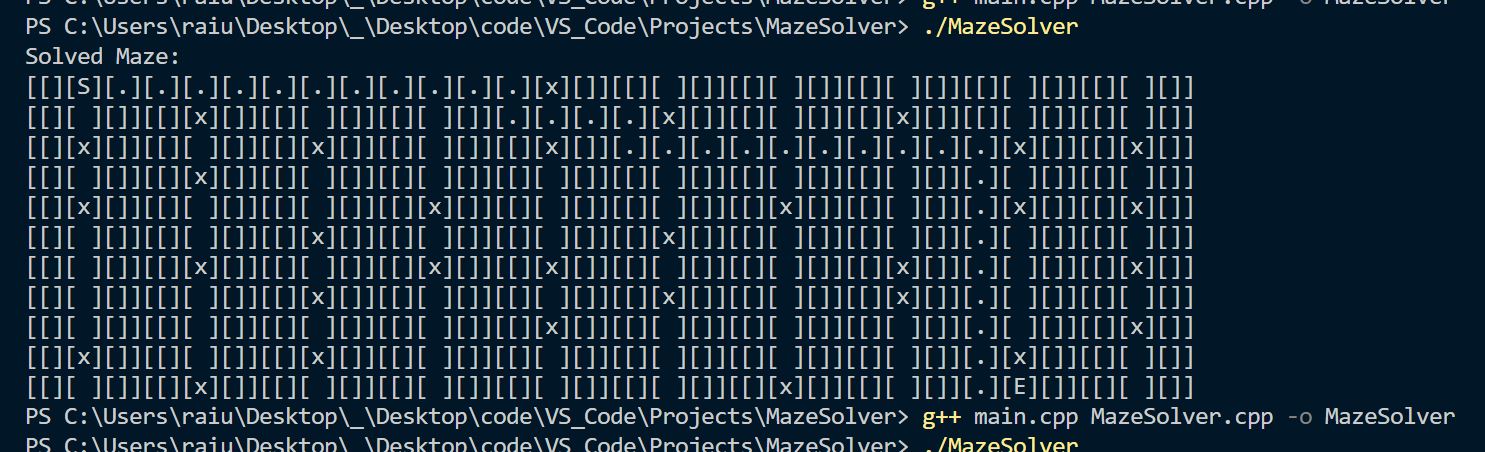 PS C:\Users\raiu\Desktop\_\Desktop\code\VS_Code\Projects\MazeSolver> g++ main.cpp MazeSolver.cpp -o MazeSolver
PS C:\Users\raiu\Desktop\_\Desktop\code\VS_Code\Projects\MazeSolver> ./MazeSolver
Solved Maze:
[[][S][.][.][.][.][.][.][.][.][.][.][.][x][]][[][ ][]][[][ ][]][[][ ][]][[][ ][]][[][ ][]]
[[][ ][]][[][x][]][[][ ][]][[][ ][]][.][.][.][.][x][]][[][ ][]][[][x][]][[][ ][]][[][ ][]]
[[][x][]][[][ ][]][[][x][]][[][ ][]][[][x][]][.][.][.][.][.][.][.][.][.][.][x][]][[][x][]]
[[][ ][]][[][x][]][[][ ][]][[][ ][]][[][ ][]][[][ ][]][[][ ][]][[][ ][]][.][ ][]][[][ ][]]
[[][x][]][[][ ][]][[][ ][]][[][x][]][[][ ][]][[][ ][]][[][x][]][[][ ][]][.][x][]][[][x][]]
[[][ ][]][[][ ][]][[][x][]][[][ ][]][[][ ][]][[][x][]][[][ ][]][[][ ][]][.][ ][]][[][ ][]]
[[][ ][]][[][x][]][[][ ][]][[][x][]][[][x][]][[][ ][]][[][ ][]][[][x][]][.][ ][]][[][x][]]
[[][ ][]][[][ ][]][[][x][]][[][ ][]][[][ ][]][[][x][]][[][ ][]][[][x][]][.][ ][]][[][ ][]]
[[][ ][]][[][ ][]][[][ ][]][[][ ][]][[][x][]][[][ ][]][[][ ][]][[][ ][]][.][ ][]][[][x][]]
[[][x][]][[][ ][]][[][x][]][[][ ][]][[][ ][]][[][ ][]][[][ ][]][[][ ][]][.][x][]][[][ ][]]
[[][ ][]][[][x][]][[][ ][]][[][ ][]][[][ ][]][[][ ][]][[][x][]][[][ ][]][.][E][]][[][ ][]]
PS C:\Users\raiu\Desktop\_\Desktop\code\VS_Code\Projects\MazeSolver> g++ main.cpp MazeSolver.cpp -o MazeSolver
PS C:\Users\raiu\Desktop\_\Desktop\code\VS_Code\Projects\MazeSolver> ./MazeSolver